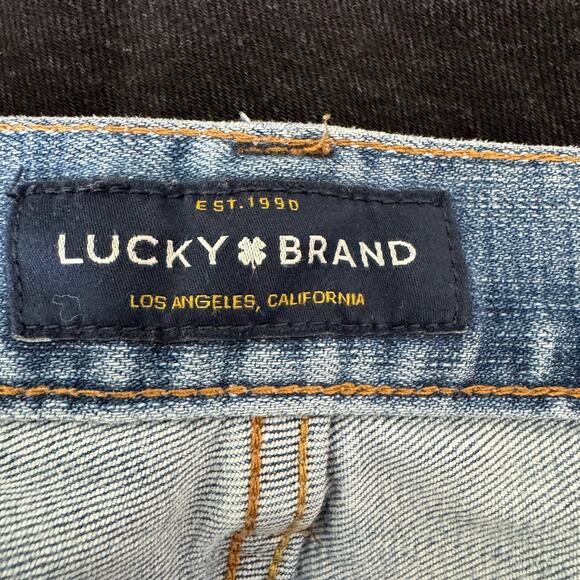 EST.1990
LUCKY BRAND
LOS ANGELES, CALIFORNIA